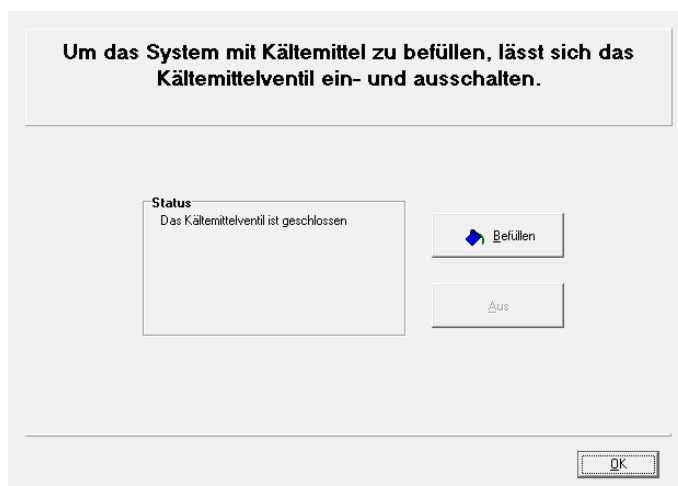 Um das System mit Kältemittel zu befüllen, lässt sich das
Kältemittelventil ein- und ausschalten.
Status
Das Kältemittelventil ist geschlossen
Befüllen
Aus
OK